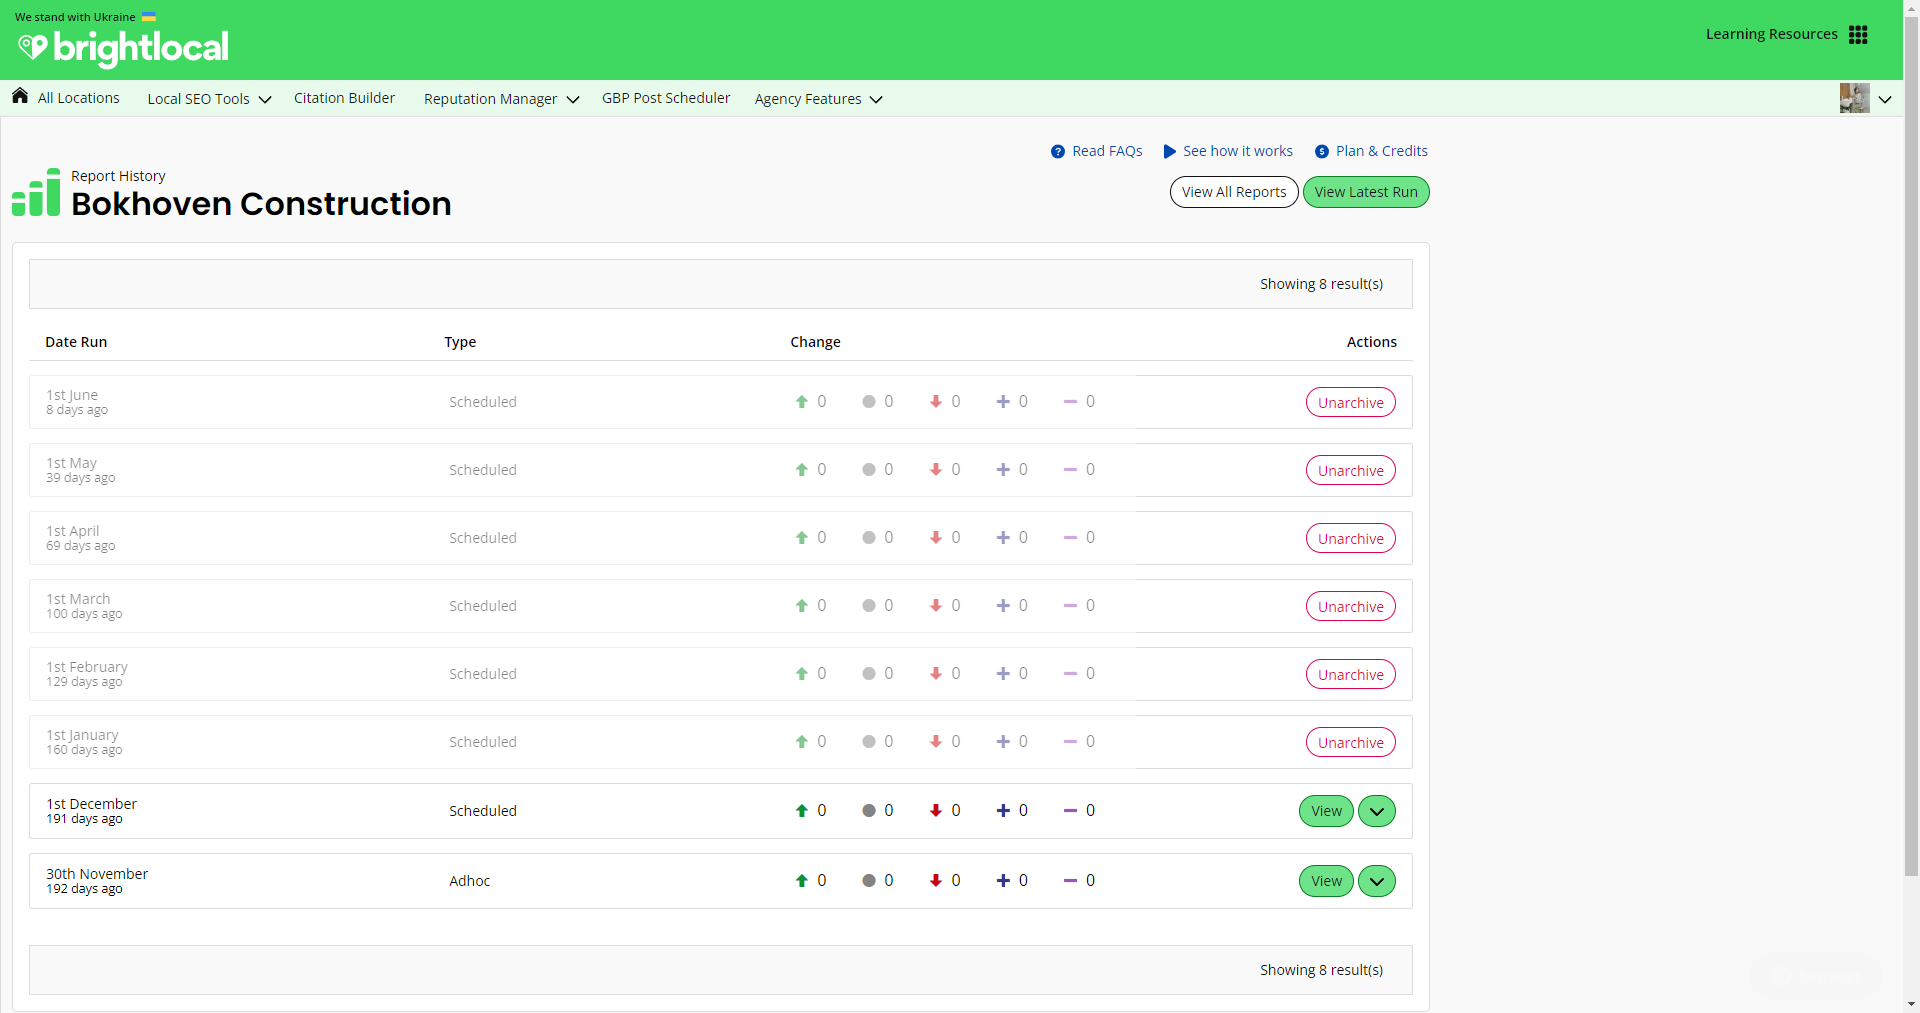 We stand with Ukraine
brightlocal
Learning Resources
All Locations Local SEO Tools Citation Builder Reputation Manager GBP Post Scheduler Agency Features
Read FAQs See how it works Plan & Credits
Report History
Bokhoven Construction
View All Reports View Latest Run
Showing 8 result(s)
Date Run Type Change Actions
1st June
8 days ago
Scheduled 0 0 0 0 0 Unarchive
1st May
39 days ago
Scheduled 0 0 0 0 0 Unarchive
1st April
69 days ago
Scheduled 0 0 0 0 0 Unarchive
1st March
100 days ago
Scheduled 0 0 0 0 0 Unarchive
1st February
129 days ago
Scheduled 0 0 0 0 0 Unarchive
1st January
160 days ago
Scheduled 0 0 0 0 0 Unarchive
1st December
191 days ago
Scheduled 0 0 0 0 0 View
30th November
192 days ago
Adhoc 0 0 0 0 0 View
Showing 8 result(s)